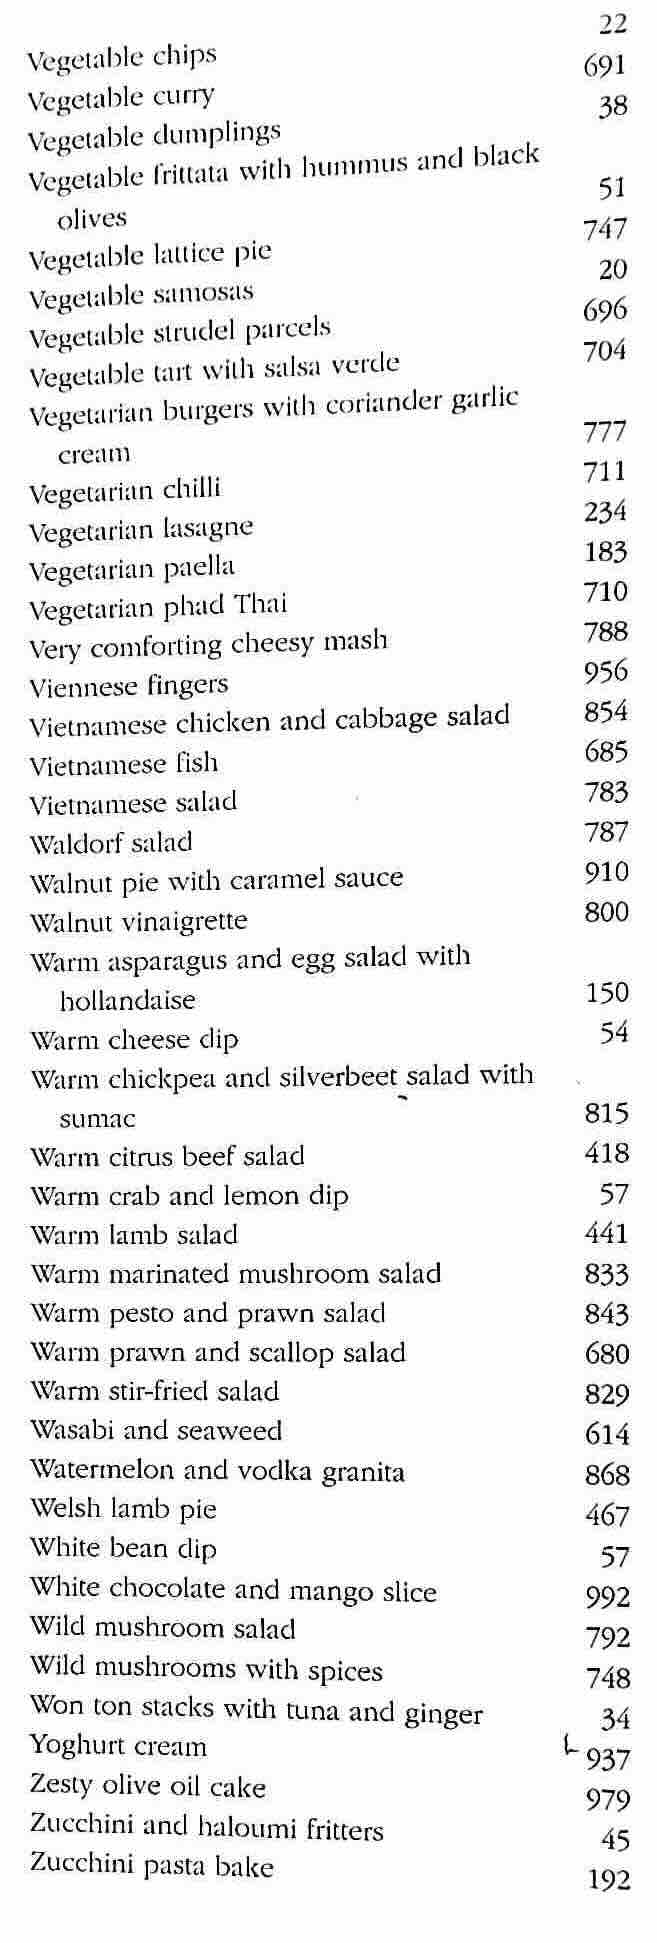 Vegetable chips 22
Vegetable curry 691
Vegetable dumplings 38
Vegetable frittata with hummus and black
olives 51
Vegetable lattice pie 747
Vegetable samosas 20
Vegetable strudel parcels 696
Vegetable tart with salsa verde 704
Vegetarian burgers with coriander garlic
cream 777
Vegetarian chilli 711
Vegetarian lasagne 234
Vegetarian paella 183
Vegetarian phad Thai 710
Very comforting cheesy mash 788
Viennese fingers 956
Vietnamese chicken and cabbage salad 854
Vietnamese fish 685
Vietnamese salad 783
Waldorf salad 787
Walnut pie with caramel sauce 910
Walnut vinaigrette 800
Warm asparagus and egg salad with
hollandaise 150
Warm cheese dip 54
Warm chickpea and silverbeet salad with
sumac 815
Warm citrus beef salad 418
Warm crab and lemon dip 57
Warm lamb salad 441
Warm marinated mushroom salad 833
Warm pesto and prawn salad 843
Warm prawn and scallop salad 680
Warm stir-fried salad 829
Wasabi and seaweed 614
Watermelon and vodka granita 868
Welsh lamb pie 467
White bean dip 57
White chocolate and mango slice 992
Wild mushroom salad 792
Wild mushrooms with spices 748
Won ton stacks with tuna and ginger 34
Yoghurt cream 937
Zesty olive oil cake 979
Zucchini and haloumi fritters 45
Zucchini pasta bake 192